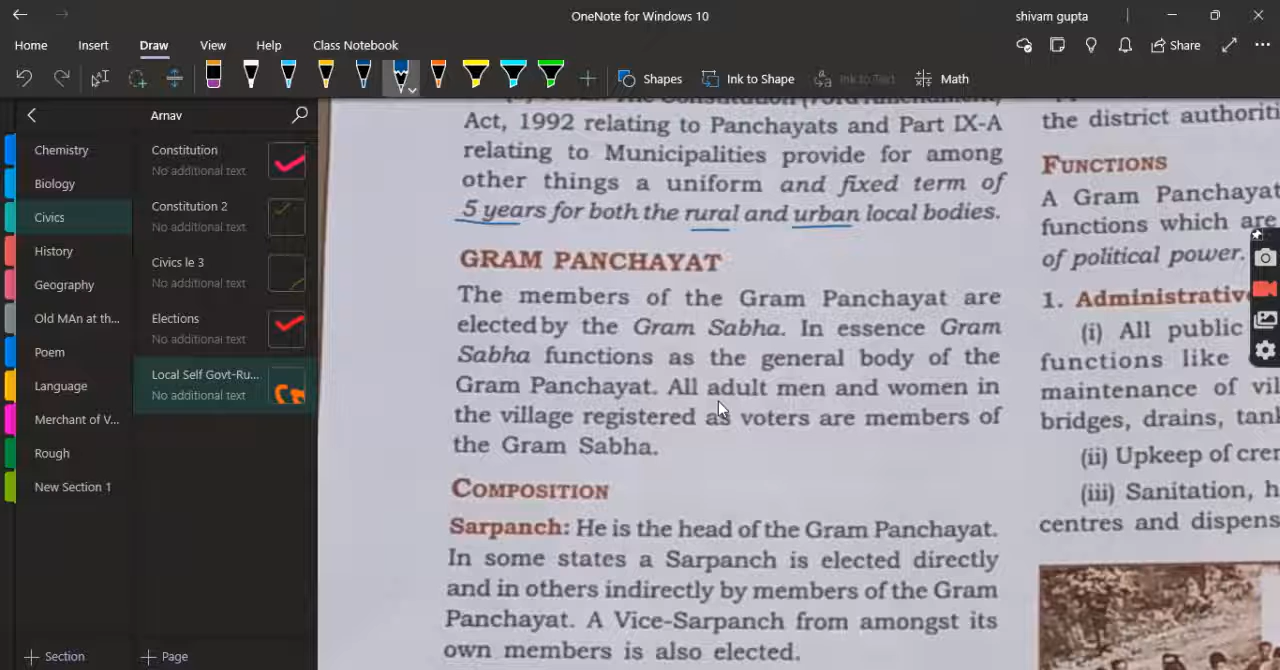 OneNote for Windows 10
shivam gupta
Home Insert Draw View Help Class Notebook
Share
Shapes
Ink to Shape
Ink to Text
Math
Arnav
Chemistry
Biology
Civics
History
Geography
Old MAn at th...
Poem
Language
Merchant of V...
Rough
New Section 1
Section
Constitution
No additional text
Constitution 2
No additional text
Civics le 3
No additional text
Elections
No additional text
Local Self Govt-Ru...
No additional text
Page
Act, 1992 relating to Panchayats and Part IX-A
relating to Municipalities provide for among
other things a uniform and fixed term of
5 years for both the rural and urban local bodies.
GRAM PANCHAYAT
The members of the Gram Panchayat are
elected by the Gram Sabha. In essence Gram
Sabha functions as the general body of the
Gram Panchayat. All adult men and women in
the village registered as voters are members of
the Gram Sabha.
COMPOSITION
Sarpanch: He is the head of the Gram Panchayat.
In some states a Sarpanch is elected directly
and in others indirectly by members of the Gram
Panchayat. A Vice-Sarpanch from amongst its
own members is also elected.
the district authoriti
FUNCTIONS
A Gram Panchayat
functions which are
of political power.
1. Administrativ
(i) All public
functions like
maintenance of vil
bridges, drains, tan
(ii) Upkeep of crer
(iii) Sanitation, h
centres and dispens